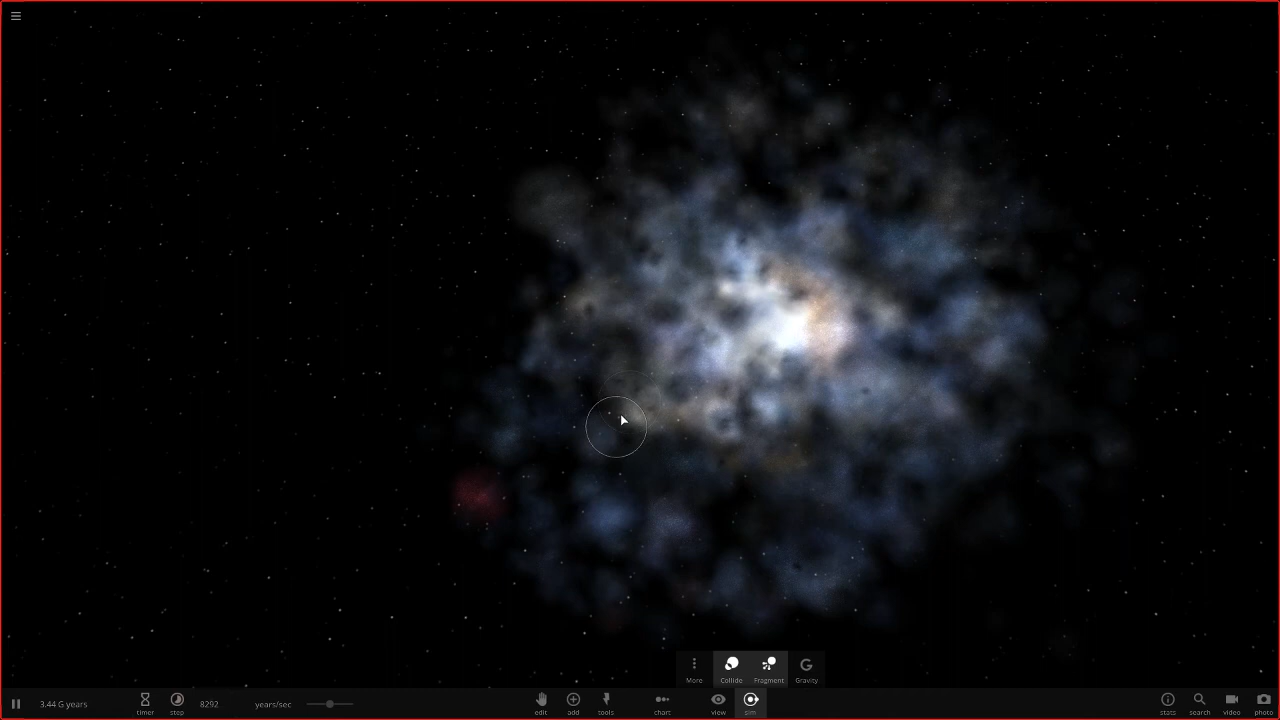 More
Collide
Fragment
Gravity
3.44 G years
timer
step
8292
years/sec
edit
add
tools
chart
view
sim
stats
search
video
photo